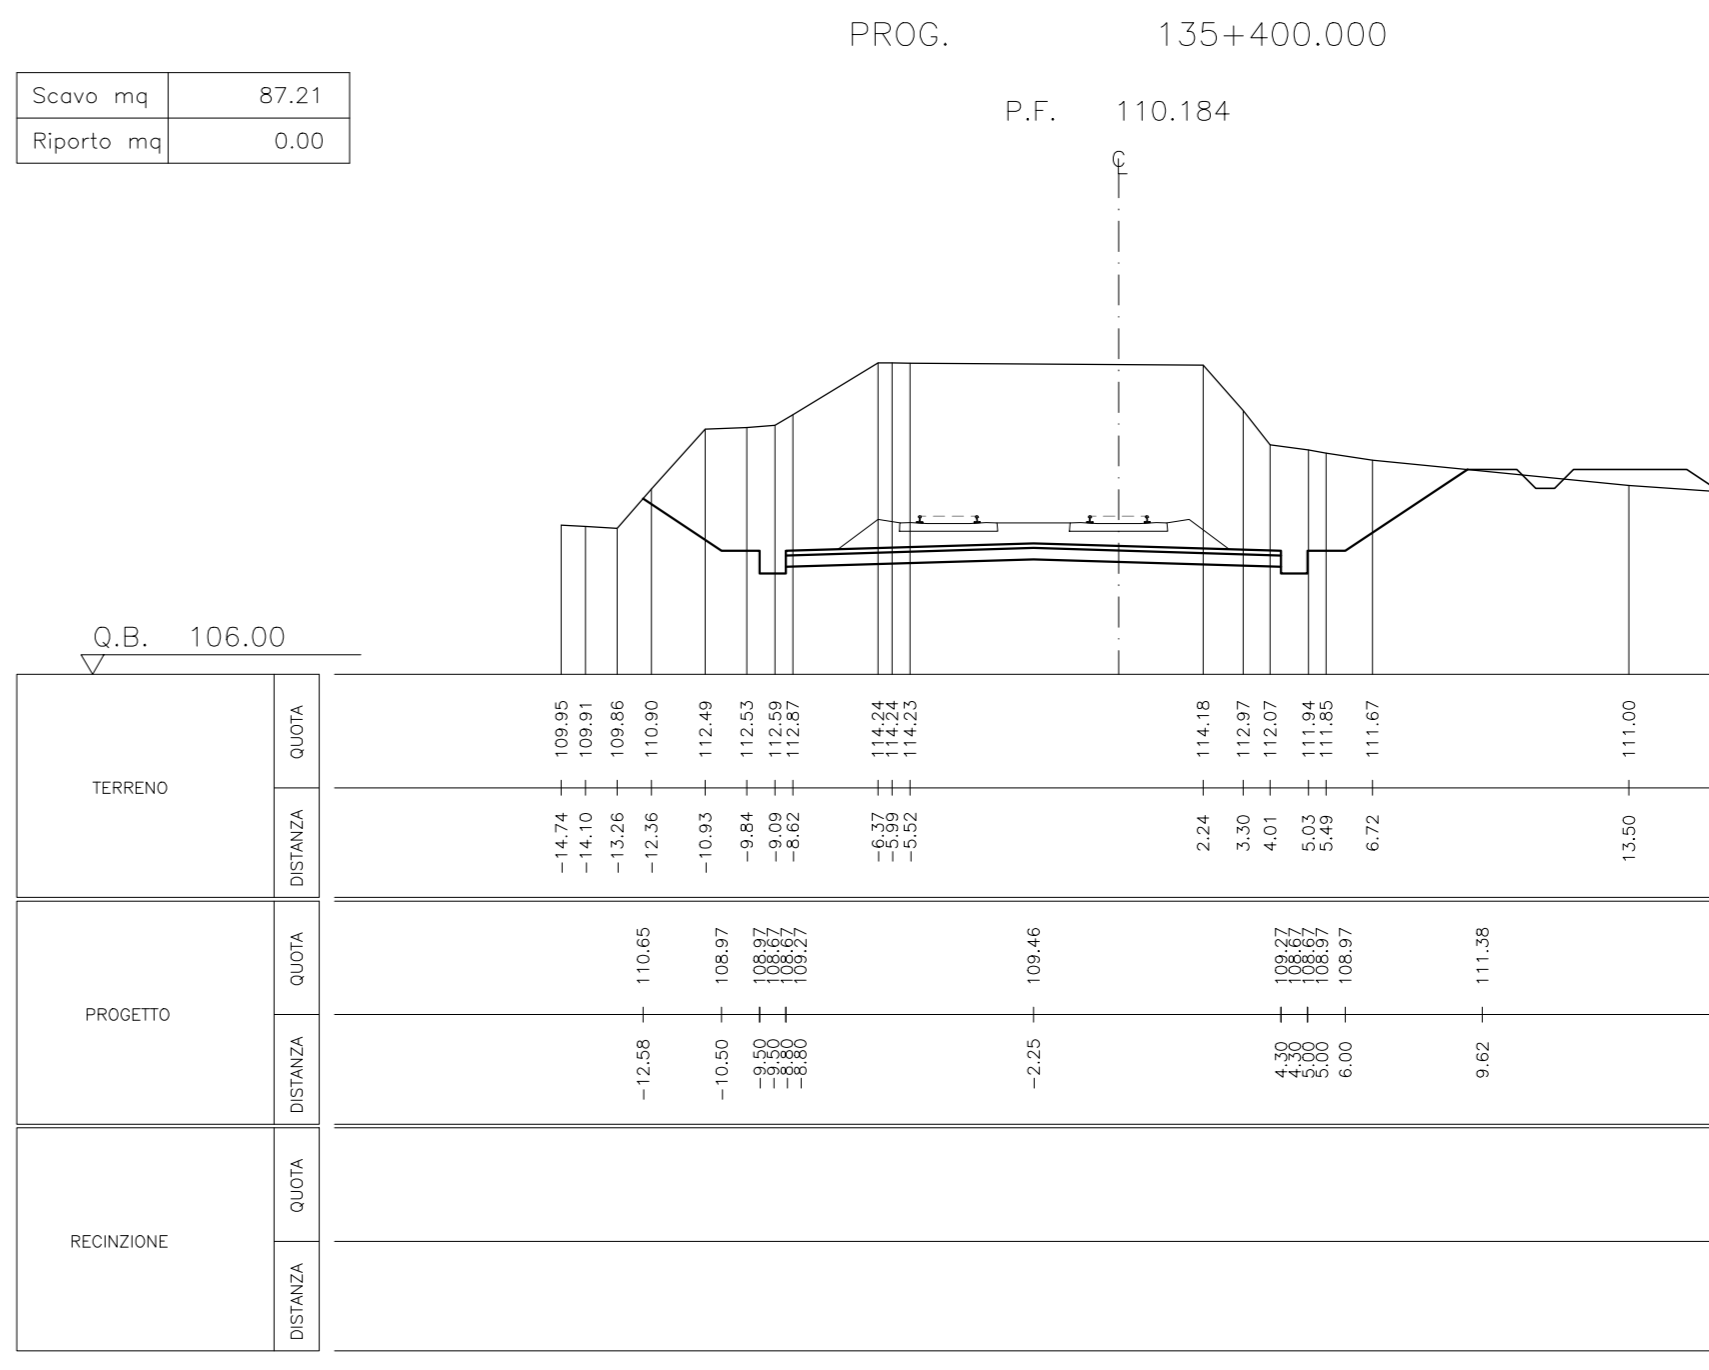 PROG. 135+400.000
Scavo mq 87.21
Riporto mq 0.00
P.F. 110.184
℄
Q.B. 106.00
TERRENO
QUOTA
109.95 109.91 109.86 110.90 112.49 112.53 112.59 112.87 114.24 114.24 114.23 114.18 112.97 112.07 111.94 111.85 111.67 111.00
DISTANZA
-14.74 -14.10 -13.26 -12.36 -10.93 -9.84 -9.09 -8.62 -6.37 -5.99 -5.52 2.24 3.30 4.01 5.03 5.49 6.72 13.50
PROGETTO
QUOTA
110.65 108.97 108.97 108.67 108.67 109.27 109.46 109.27 108.67 108.67 108.97 108.97 111.38
DISTANZA
-12.58 -10.50 -9.50 -9.50 -8.80 -8.80 -2.25 4.30 4.30 5.00 5.00 6.00 9.62
RECINZIONE
QUOTA
DISTANZA